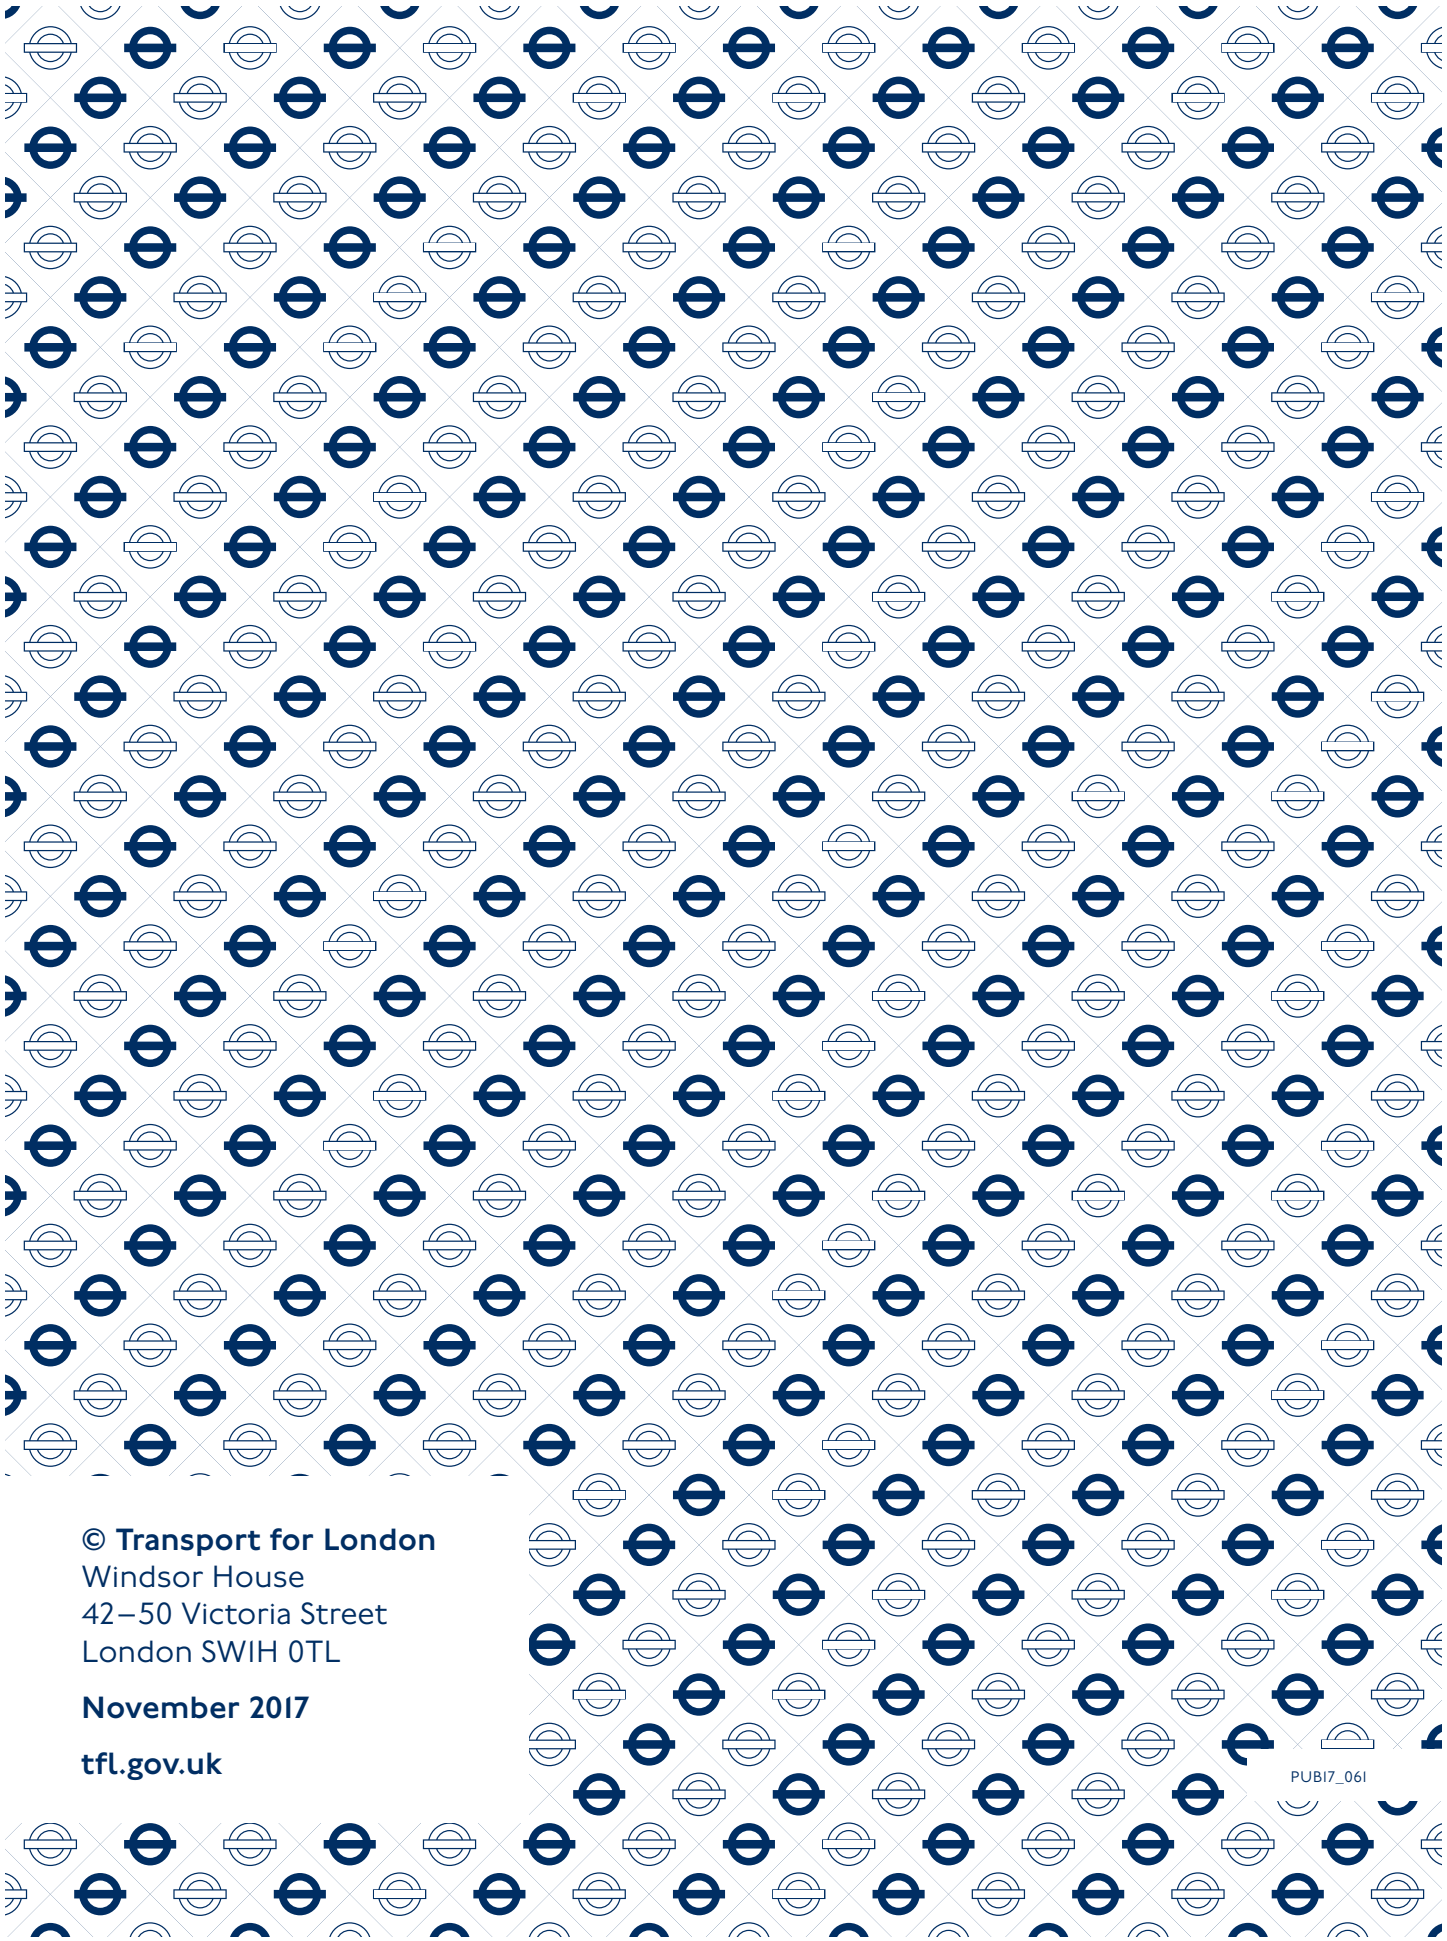 © Transport for London
Windsor House
42–50 Victoria Street
London SW1H 0TL
November 2017
tfl.gov.uk
PUB17_061